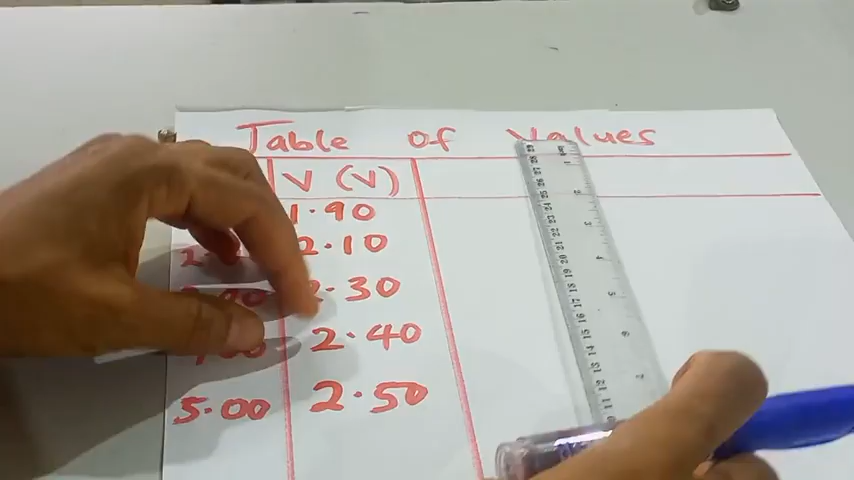 Table of Values
V (V)
1.90
2.10
2.30
2.40
5.00 2.50